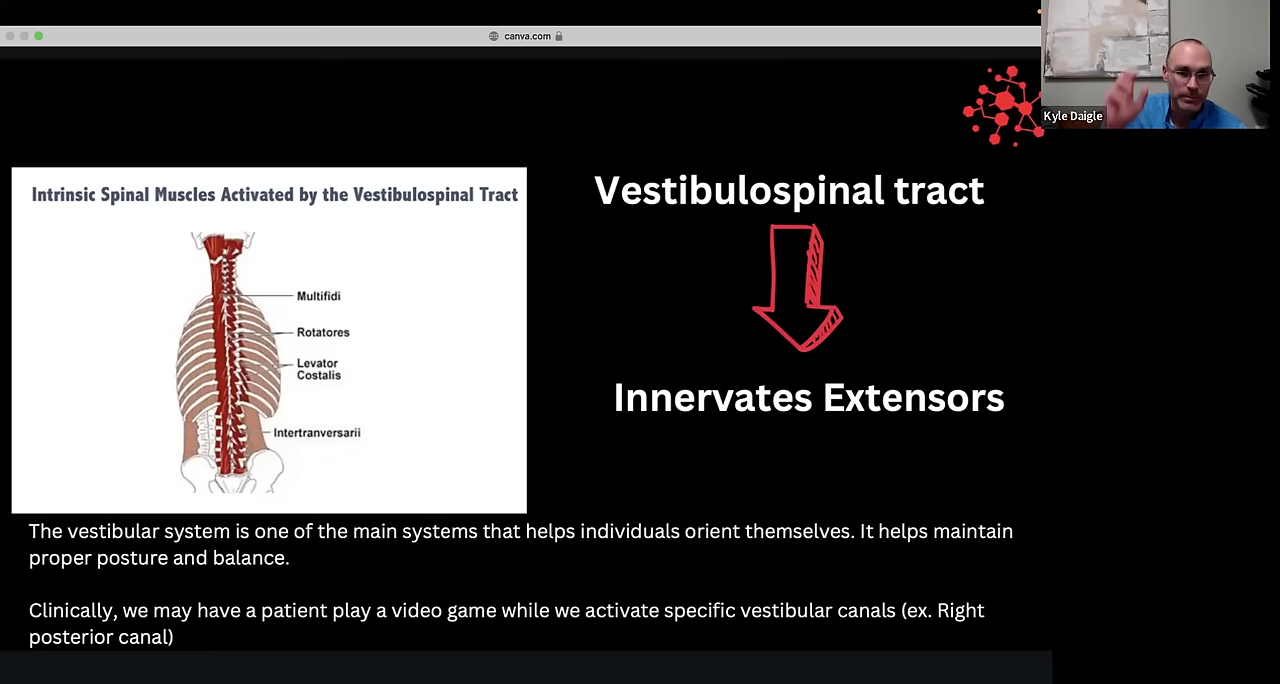 canva.com
Kyle Daigle
Intrinsic Spinal Muscles Activated by the Vestibulospinal Tract
Multifidi
Rotatores
Levator
Costalis
Intertranversarii
Vestibulospinal tract
Innervates Extensors
The vestibular system is one of the main systems that helps individuals orient themselves. It helps maintain
proper posture and balance.
Clinically, we may have a patient play a video game while we activate specific vestibular canals (ex. Right
posterior canal)